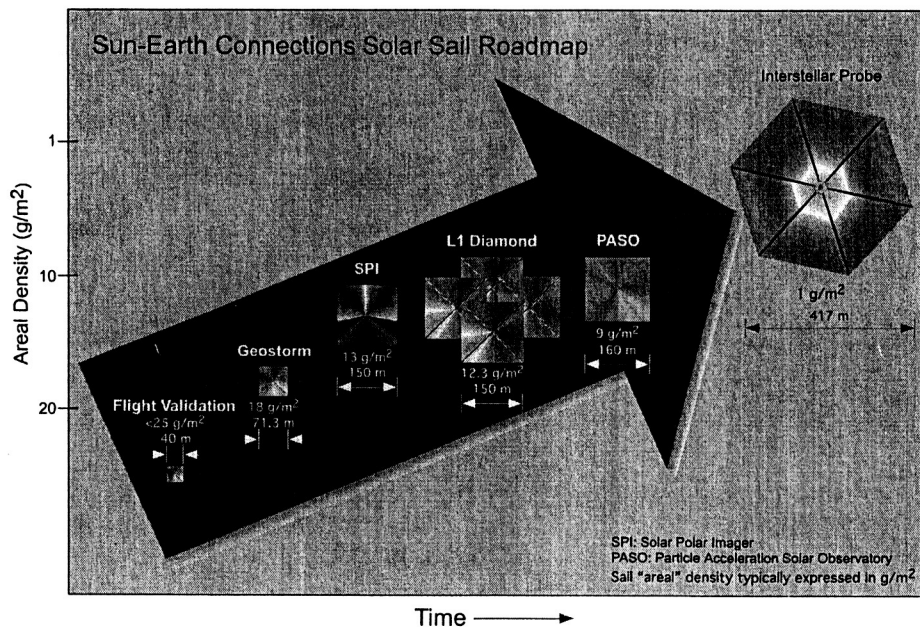 Sun-Earth Connections Solar Sail Roadmap
Interstellar Probe
1
Areal Density (g/m²)
L1 Diamond
PASO
SPI
10
1 g/m²
417 m
Geostorm
13 g/m²
150 m
12.3 g/m²
150 m
9 g/m²
160 m
Flight Validation
<25 g/m²
40 m
18 g/m²
71.3 m
20
SPI: Solar Polar Imager
PASO: Particle Acceleration Solar Observatory
Sail "areal" density typically expressed in g/m²
Time